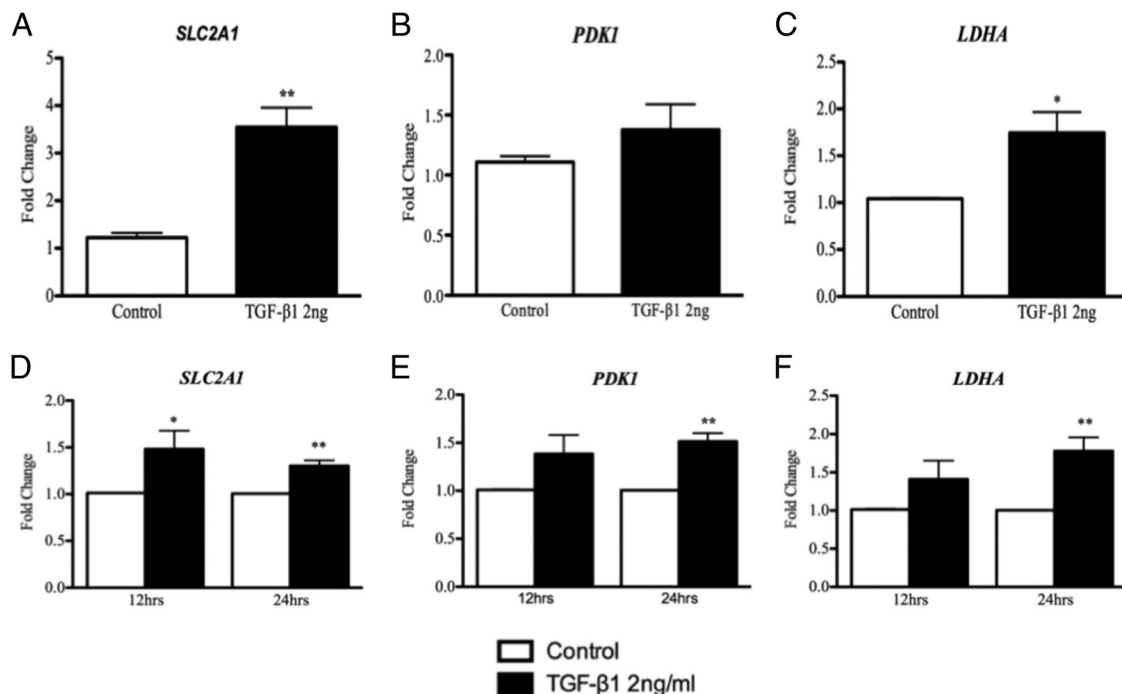 A
SLC2A1
Fold Change
5
4
3
2
1
0
**
Control
TGF-β1 2ng
B
PDK1
Fold Change
2.0
1.5
1.0
0.5
0.0
Control
TGF-β1 2ng
C
LDHA
Fold Change
2.5
2.0
1.5
1.0
0.5
0.0
*
Control
TGF-β1 2ng
D
SLC2A1
Fold Change
2.0
1.5
1.0
0.5
0.0
*
**
12hrs
24hrs
E
PDK1
Fold Change
2.0
1.5
1.0
0.5
0.0
**
12hrs
24hrs
F
LDHA
Fold Change
2.5
2.0
1.5
1.0
0.5
0.0
**
12hrs
24hrs
Control
TGF-β1 2ng/ml